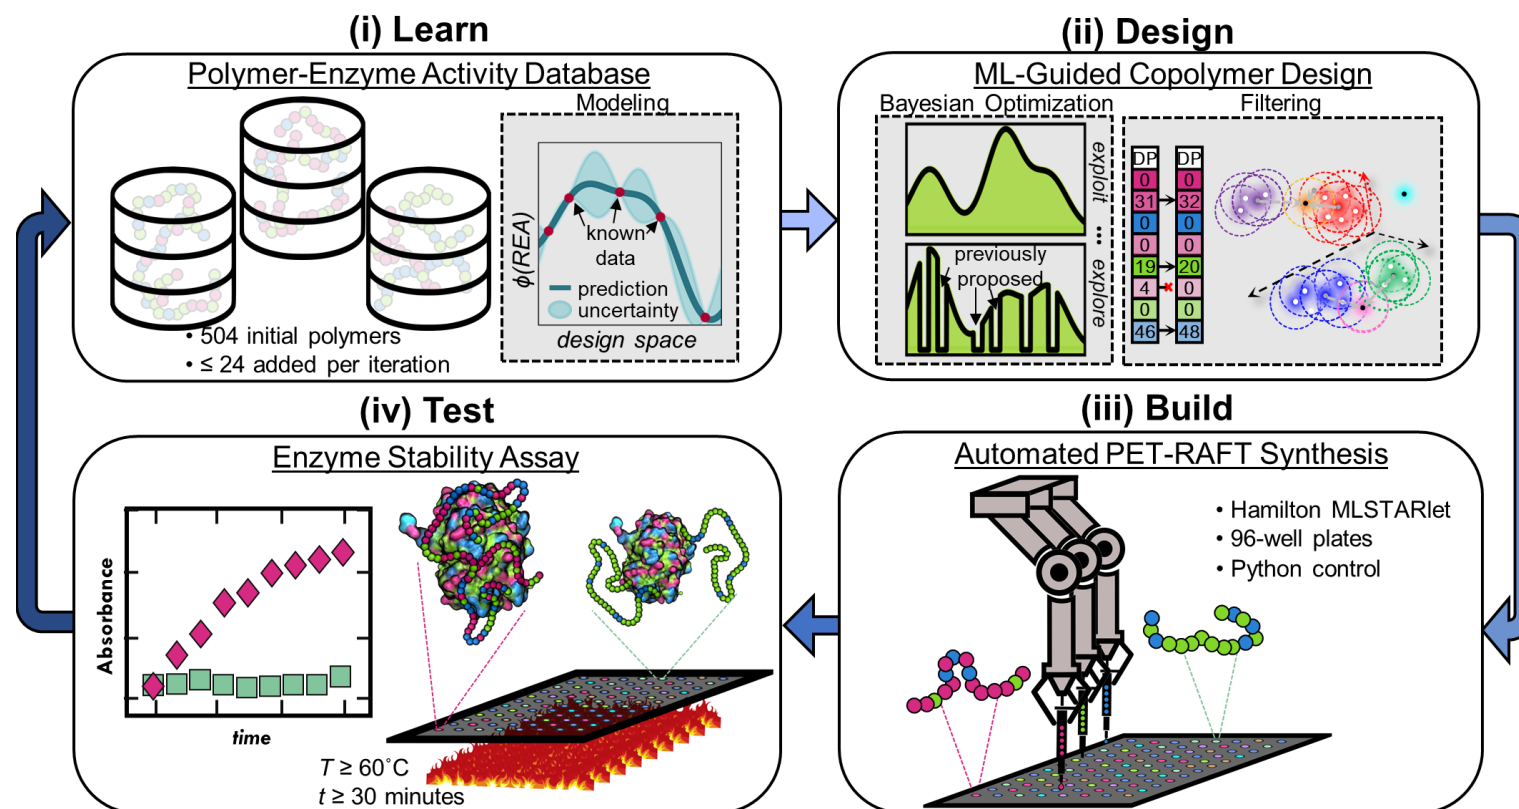 (i) Learn
Polymer-Enzyme Activity Database
Modeling
ϕ(REA)
known
data
prediction
uncertainty
design space
• 504 initial polymers
• ≤ 24 added per iteration
(ii) Design
ML-Guided Copolymer Design
Bayesian Optimization
exploit ... explore
previously
proposed
Filtering
DP DP
0 0
31 32
0 0
0 0
19 20
4 0
0 0
46 48
(iv) Test
Enzyme Stability Assay
Absorbance
time
T ≥ 60˚C
t ≥ 30 minutes
(iii) Build
Automated PET-RAFT Synthesis
• Hamilton MLSTARlet
• 96-well plates
• Python control